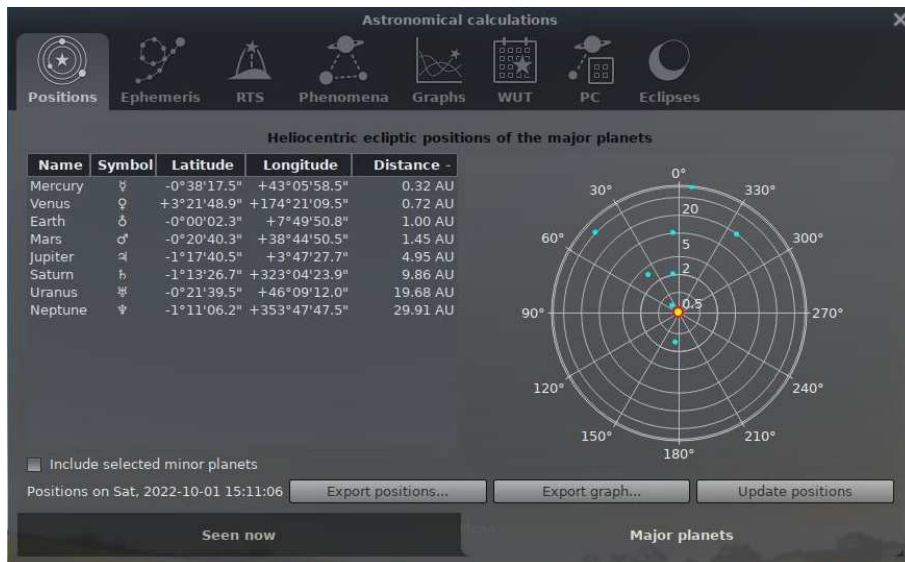 Astronomical calculations
Positions Ephemeris RTS Phenomena Graphs WUT PC Eclipses
Heliocentric ecliptic positions of the major planets
Name Symbol Latitude Longitude Distance
Mercury ☿ -0°38'17.5" +43°05'58.5" 0.32 AU
Venus ♀ +3°21'48.9" +174°21'09.5" 0.72 AU
Earth ♁ -0°00'02.3" +7°49'50.8" 1.00 AU
Mars ♂ -0°20'40.3" +38°44'50.5" 1.45 AU
Jupiter ♃ -1°17'40.5" +3°47'27.7" 4.95 AU
Saturn ♄ -1°13'26.7" +323°04'23.9" 9.86 AU
Uranus ♅ -0°21'39.5" +46°09'12.0" 19.68 AU
Neptune ♆ -1°11'06.2" +353°47'47.5" 29.91 AU
0°
30° 330°
20
60° 5 300°
2
0.5
90° 270°
120° 240°
150° 210°
180°
Include selected minor planets
Positions on Sat, 2022-10-01 15:11:06 Export positions... Export graph... Update positions
Seen now Major planets